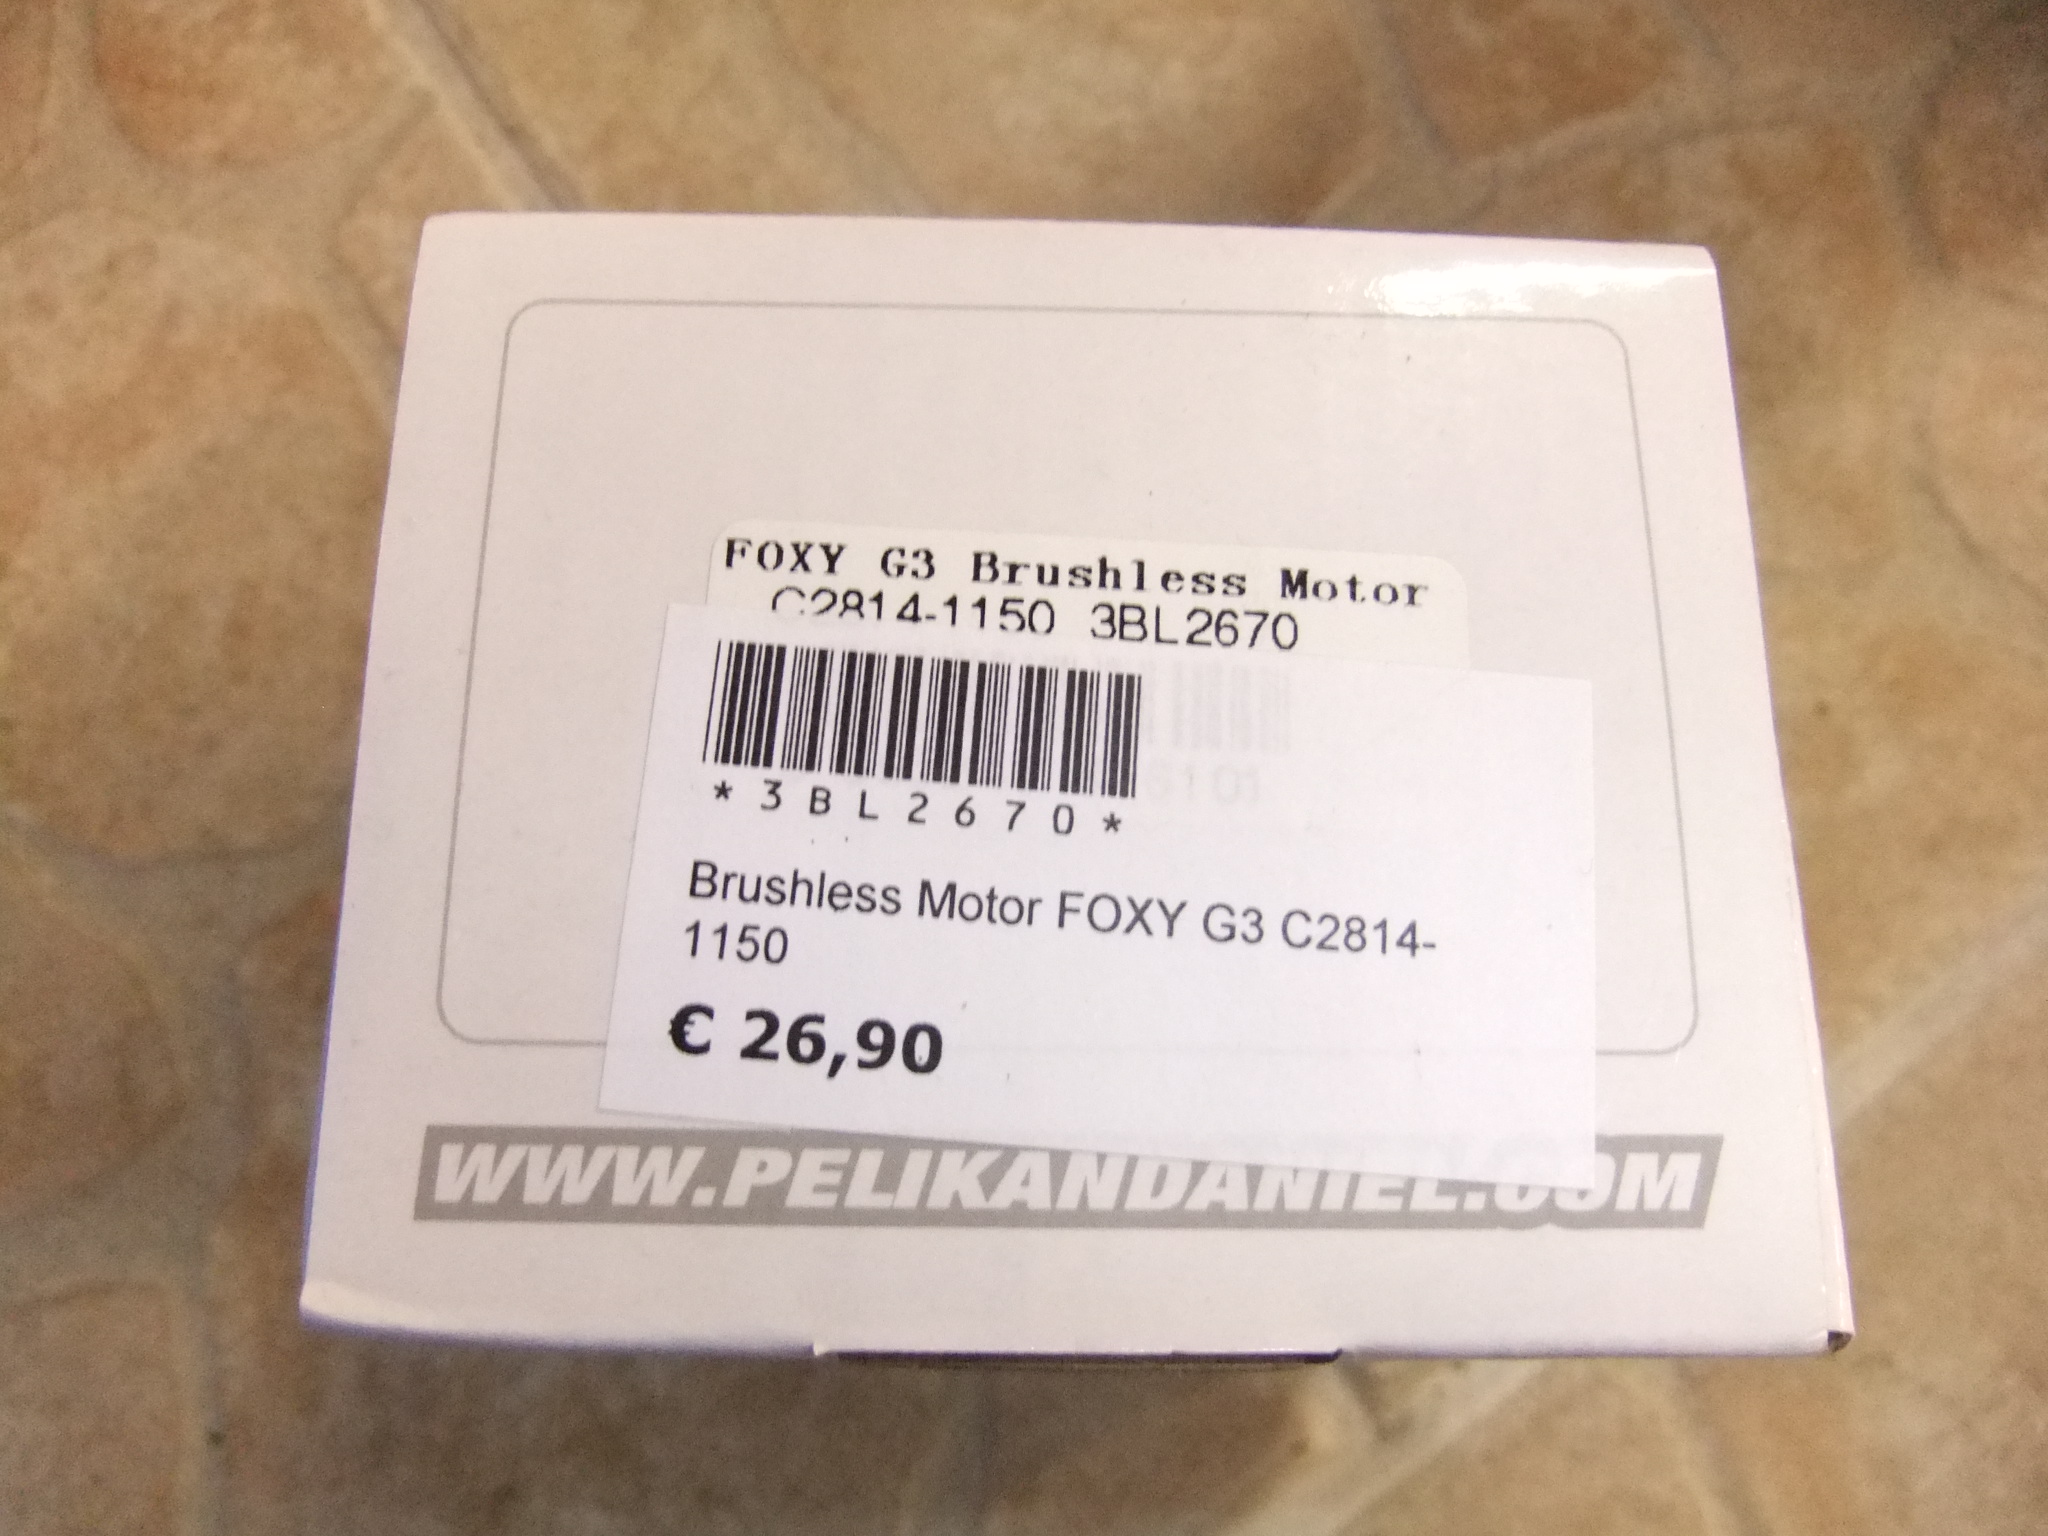 FOXY G3 Brushless Motor
C2814-1150 3BL2670
*3BL2670*
Brushless Motor FOXY G3 C2814-
1150
€ 26,90
WWW.PELIKANDANIEL.COM